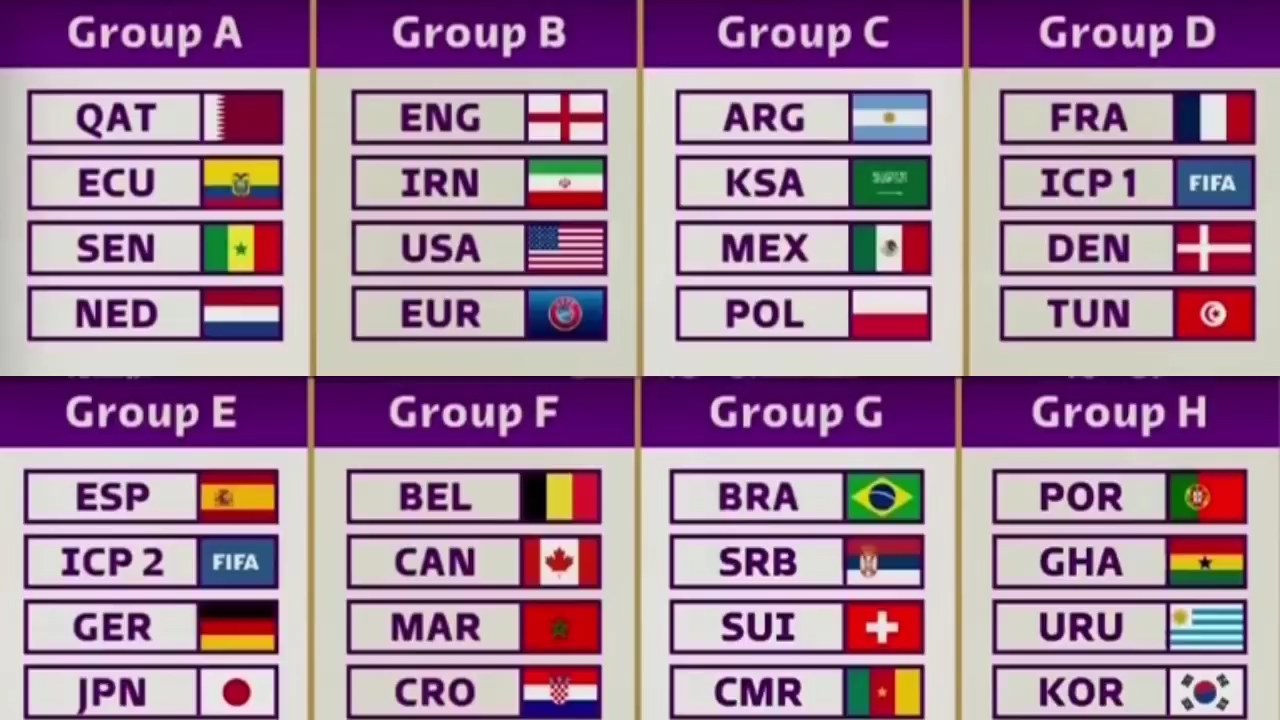 Group A
QAT
ECU
SEN
NED
Group B
ENG
IRN
USA
EUR
Group C
ARG
KSA
MEX
POL
Group D
FRA
ICP 1 FIFA
DEN
TUN
Group E
ESP
ICP 2 FIFA
GER
JPN
Group F
BEL
CAN
MAR
CRO
Group G
BRA
SRB
SUI
CMR
Group H
POR
GHA
URU
KOR